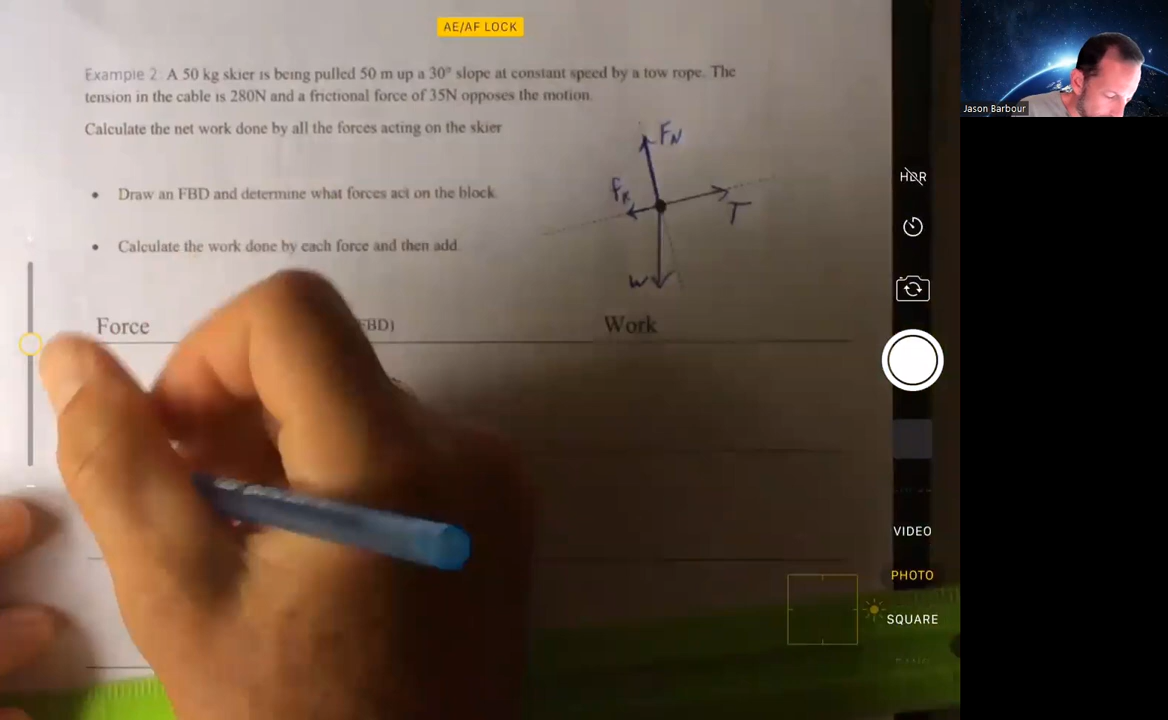 AE/AF LOCK
Example 2: A 50 kg skier is being pulled 50 m up a 30° slope at constant speed by a tow rope. The
tension in the cable is 280N and a frictional force of 35N opposes the motion.
Calculate the net work done by all the forces acting on the skier
• Draw an FBD and determine what forces act on the block.
• Calculate the work done by each force and then add
FN
fK
T
W
Force
BD)
Work
Jason Barbour
HDR
VIDEO
PHOTO
SQUARE